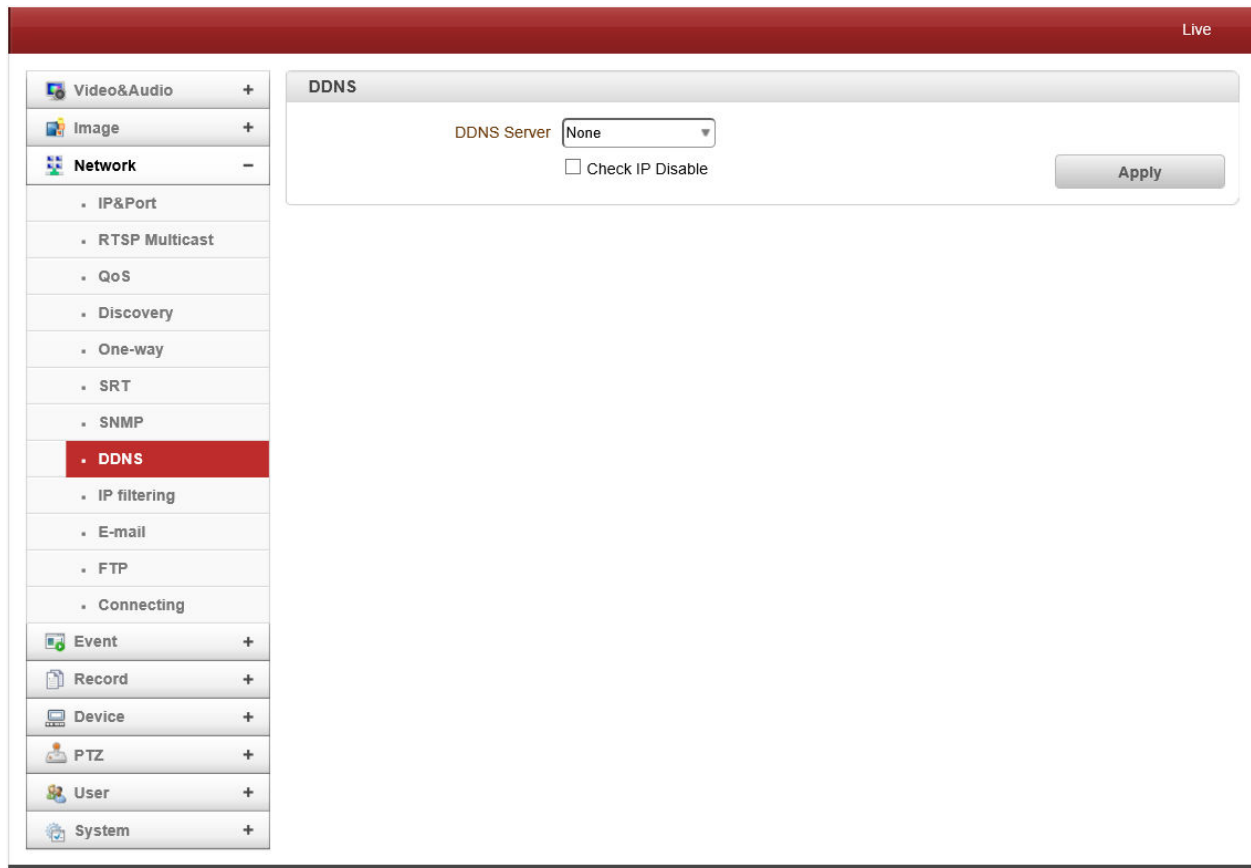 Live
Video&Audio +
DDNS
Image +
DDNS Server None
Network −
Check IP Disable
Apply
IP&Port
RTSP Multicast
QoS
Discovery
One-way
SRT
SNMP
DDNS
IP filtering
E-mail
FTP
Connecting
Event +
Record +
Device +
PTZ +
User +
System +